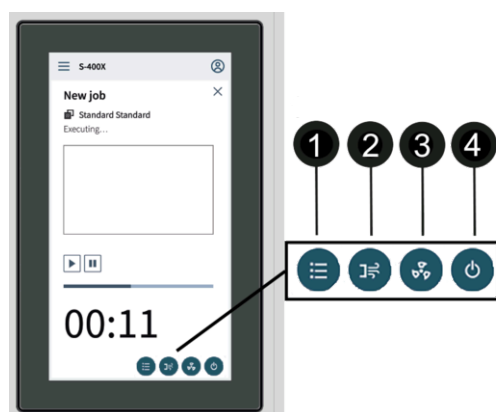 S-400X
New job
Standard Standard
Executing...
00:11
1 2 3 4